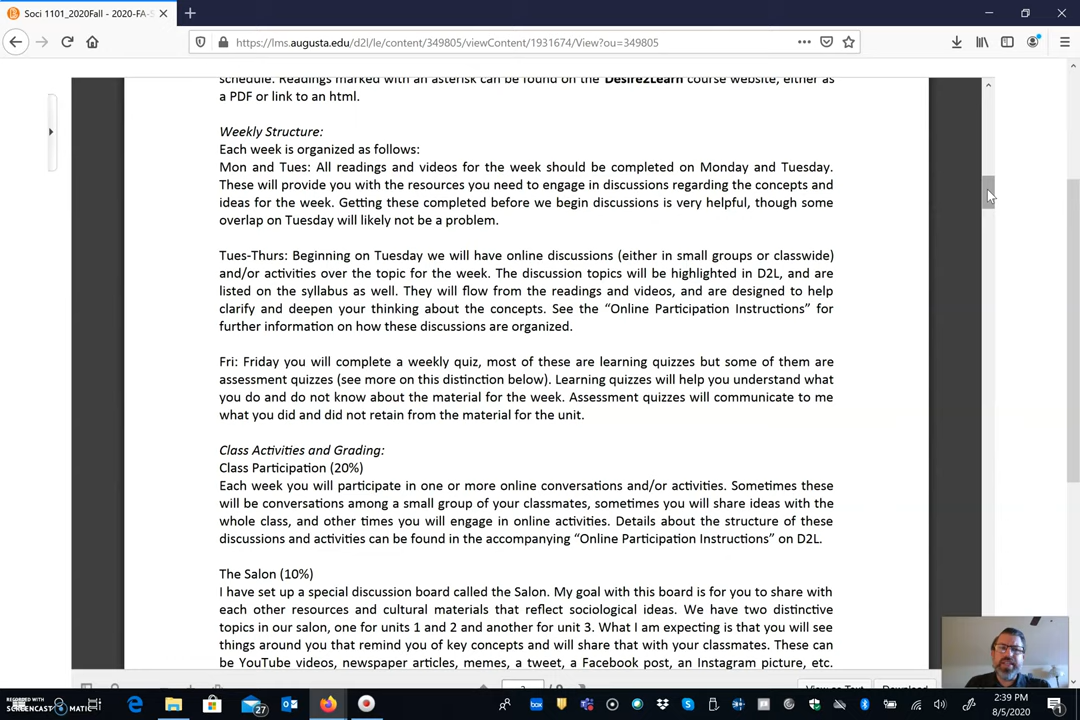 Soci 1101_2020Fall - 2020-FA-S
https://lms.augusta.edu/d2l/le/content/349805/viewContent/1931674/View?ou=349805
schedule. Readings marked with an asterisk can be found on the Desire2Learn course website, either as
a PDF or link to an html.
Weekly Structure:
Each week is organized as follows:
Mon and Tues: All readings and videos for the week should be completed on Monday and Tuesday.
These will provide you with the resources you need to engage in discussions regarding the concepts and
ideas for the week. Getting these completed before we begin discussions is very helpful, though some
overlap on Tuesday will likely not be a problem.
Tues-Thurs: Beginning on Tuesday we will have online discussions (either in small groups or classwide)
and/or activities over the topic for the week. The discussion topics will be highlighted in D2L, and are
listed on the syllabus as well. They will flow from the readings and videos, and are designed to help
clarify and deepen your thinking about the concepts. See the “Online Participation Instructions” for
further information on how these discussions are organized.
Fri: Friday you will complete a weekly quiz, most of these are learning quizzes but some of them are
assessment quizzes (see more on this distinction below). Learning quizzes will help you understand what
you do and do not know about the material for the week. Assessment quizzes will communicate to me
what you did and did not retain from the material for the unit.
Class Activities and Grading:
Class Participation (20%)
Each week you will participate in one or more online conversations and/or activities. Sometimes these
will be conversations among a small group of your classmates, sometimes you will share ideas with the
whole class, and other times you will engage in online activities. Details about the structure of these
discussions and activities can be found in the accompanying “Online Participation Instructions” on D2L.
The Salon (10%)
I have set up a special discussion board called the Salon. My goal with this board is for you to share with
each other resources and cultural materials that reflect sociological ideas. We have two distinctive
topics in our salon, one for units 1 and 2 and another for unit 3. What I am expecting is that you will see
things around you that remind you of key concepts and will share that with your classmates. These can
be YouTube videos, newspaper articles, memes, a tweet, a Facebook post, an Instagram picture, etc.
View as Text
Download
RECORDED WITH
SCREENCAST MATIC
27
2:39 PM
8/5/2020